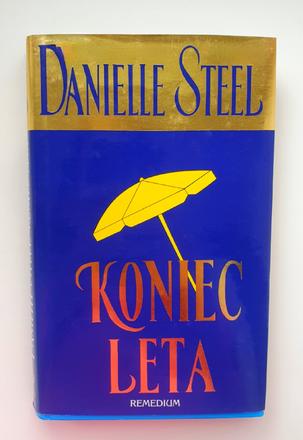 DANIELLE STEEL
KONIEC
LETA
REMEDIUM